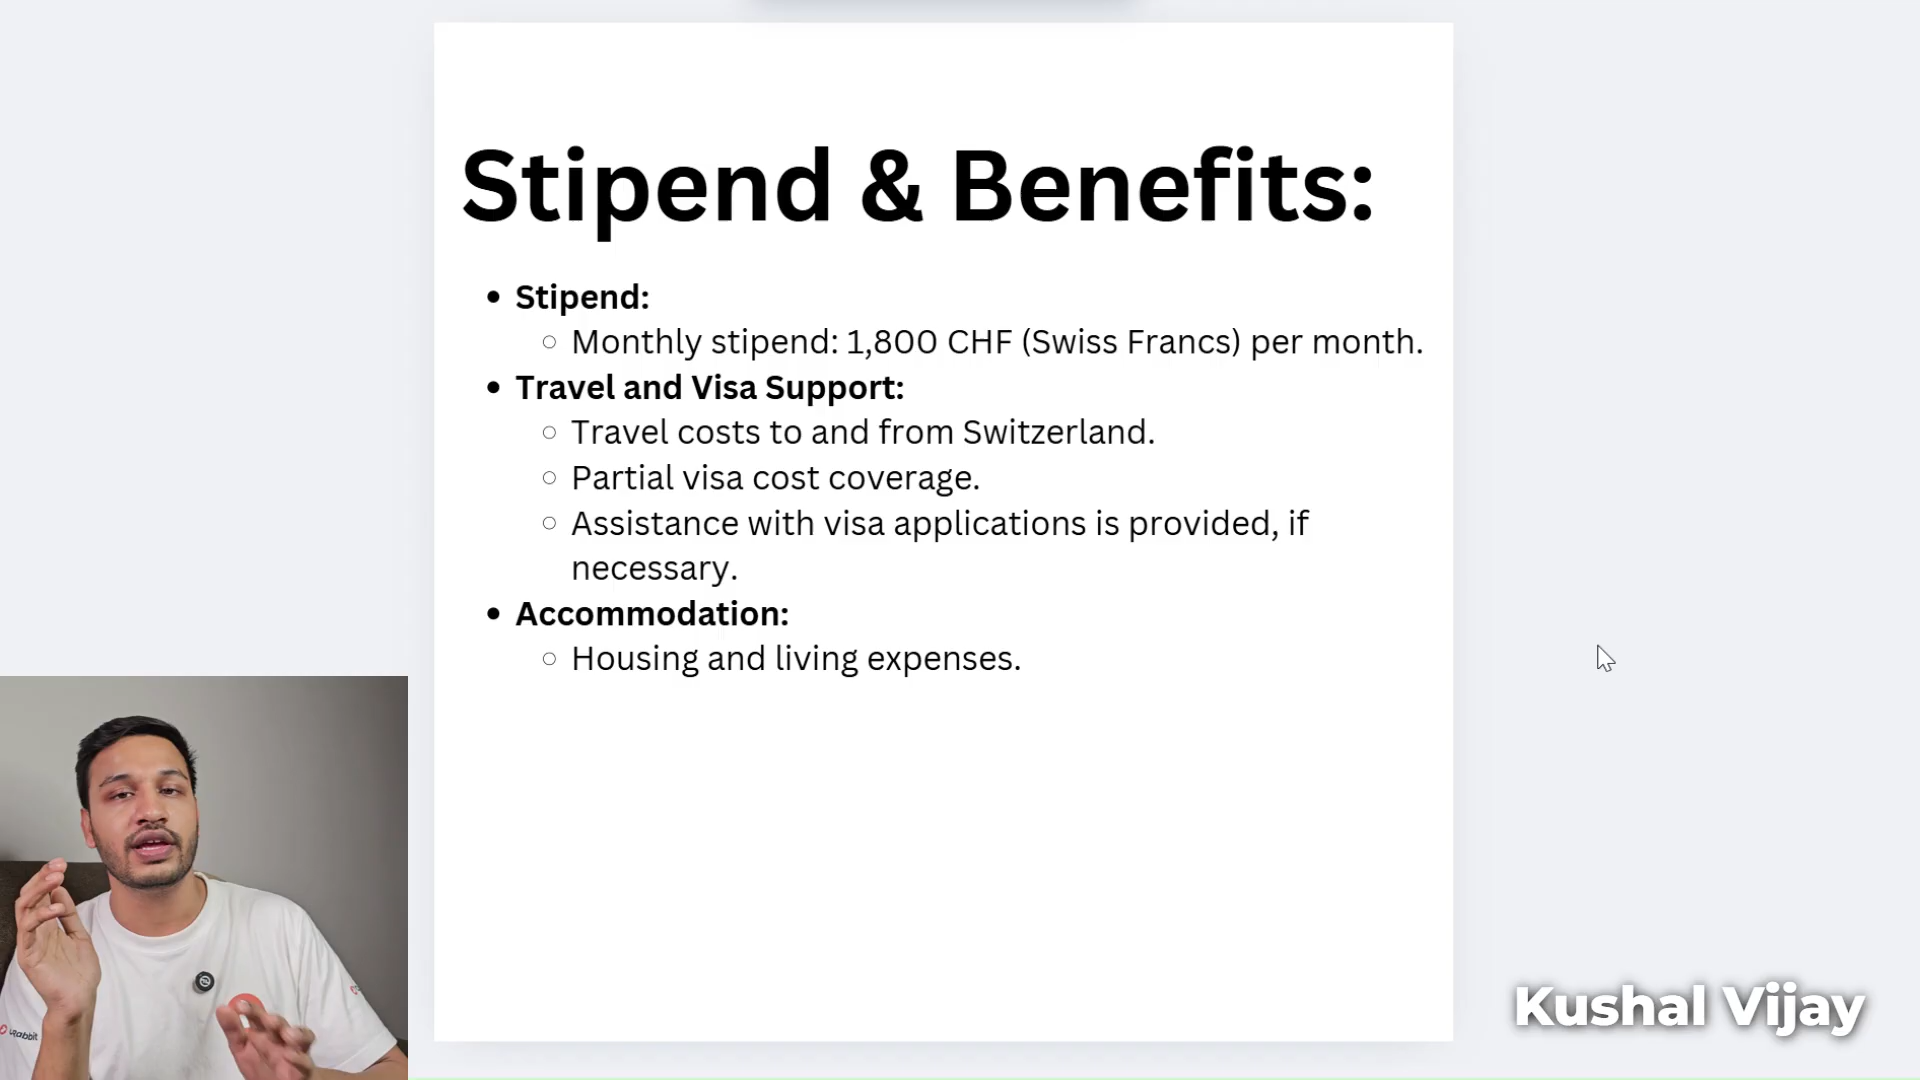 Stipend & Benefits:
• Stipend:
○ Monthly stipend: 1,800 CHF (Swiss Francs) per month.
• Travel and Visa Support:
○ Travel costs to and from Switzerland.
○ Partial visa cost coverage.
○ Assistance with visa applications is provided, if
necessary.
• Accommodation:
○ Housing and living expenses.
Kushal Vijay